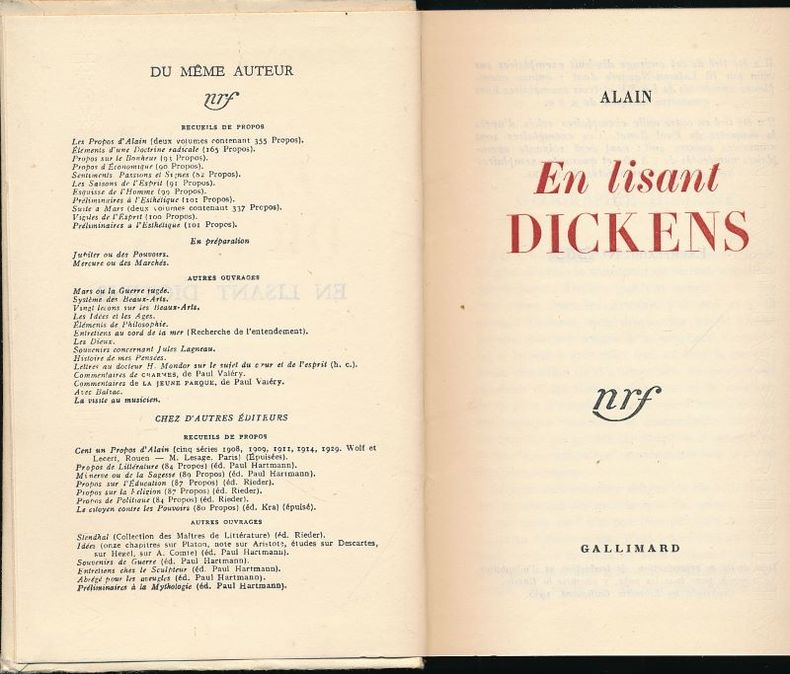 DU MÊME AUTEUR
nrf
RECUEILS DE PROPOS
Les Propos d'Alain (deux volumes contenant 355 Propos).
Éléments d'une Doctrine radicale (165 Propos).
Propos sur le Bonheur (93 Propos).
Propos d'Économique (90 Propos).
Sentiments Passions et Signes (82 Propos).
Les Saisons de l'Esprit (91 Propos).
Esquisse de l'Homme (99 Propos).
Préliminaires à l'Esthétique (101 Propos).
Suite à Mars (deux volumes contenant 337 Propos).
Vigiles de l'Esprit (100 Propos).
Préliminaires à l'Esthétique (101 Propos).
En préparation
Jupiter ou des Pouvoirs.
Mercure ou des Marchés.
AUTRES OUVRAGES
Mars ou la Guerre jugée.
Système des Beaux-Arts.
Vingt leçons sur les Beaux-Arts.
Les Idées et les Ages.
Éléments de Philosophie.
Entretiens au bord de la mer (Recherche de l'entendement).
Les Dieux.
Souvenirs concernant Jules Lagneau.
Histoire de mes Pensées.
Lettres au docteur H. Mondor sur le sujet du cœur et de l'esprit (h. c.).
Commentaires de CHARMES, de Paul Valéry.
Commentaires de LA JEUNE PARQUE, de Paul Valéry.
Avec Balzac.
La visite au musicien.
CHEZ D'AUTRES ÉDITEURS
RECUEILS DE PROPOS
Cent un Propos d'Alain (cinq séries 1908, 1909, 1911, 1914, 1929. Wolf et
Lecerf, Rouen — M. Lesage, Paris) (Épuisées).
Propos de Littérature (84 Propos) (éd. Paul Hartmann).
Minerve ou de la Sagesse (89 Propos) (éd. Paul Hartmann).
Propos sur l'Éducation (87 Propos) (éd. Rieder).
Propos sur la Religion (87 Propos) (éd. Rieder).
Propos de Politique (84 Propos) (éd. Rieder).
Le citoyen contre les Pouvoirs (80 Propos) (éd. Kra) (épuisé).
AUTRES OUVRAGES
Stendhal (Collection des Maîtres de Littérature) (éd. Rieder).
Idées (onze chapitres sur Platon, note sur Aristote, études sur Descartes,
sur Hegel, sur A. Comte) (éd. Paul Hartmann).
Souvenirs de Guerre (éd. Paul Hartmann).
Entretiens chez le Sculpteur (éd. Paul Hartmann).
Abrégé pour les aveugles (éd. Paul Hartmann).
Préliminaires à la Mythologie (éd. Paul Hartmann).
ALAIN
En lisant
DICKENS
nrf
GALLIMARD